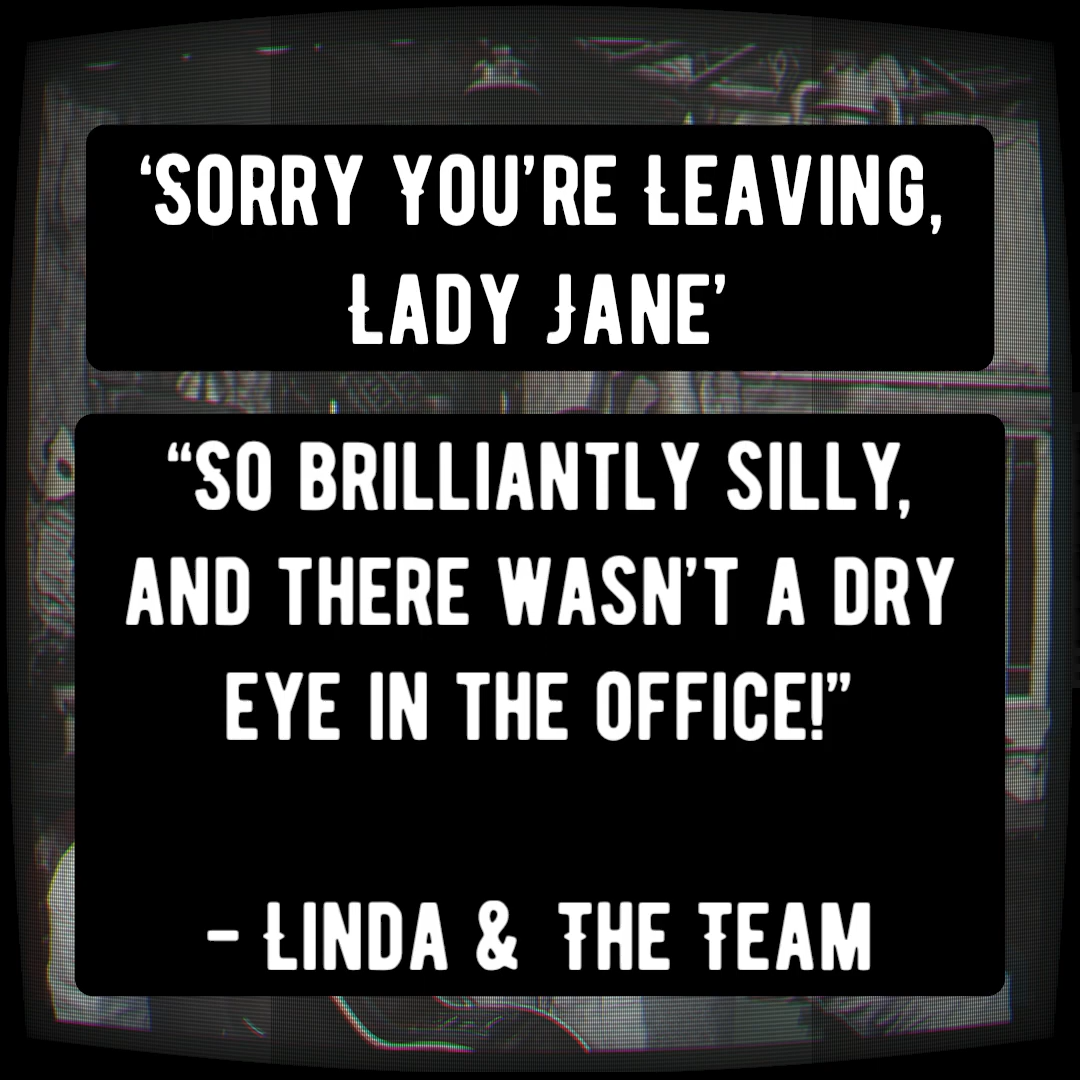 ‘Sorry You’re Leaving,
Lady Jane’
“So brilliantly silly,
and there wasn’t a dry
eye in the office!”
– Linda & The Team